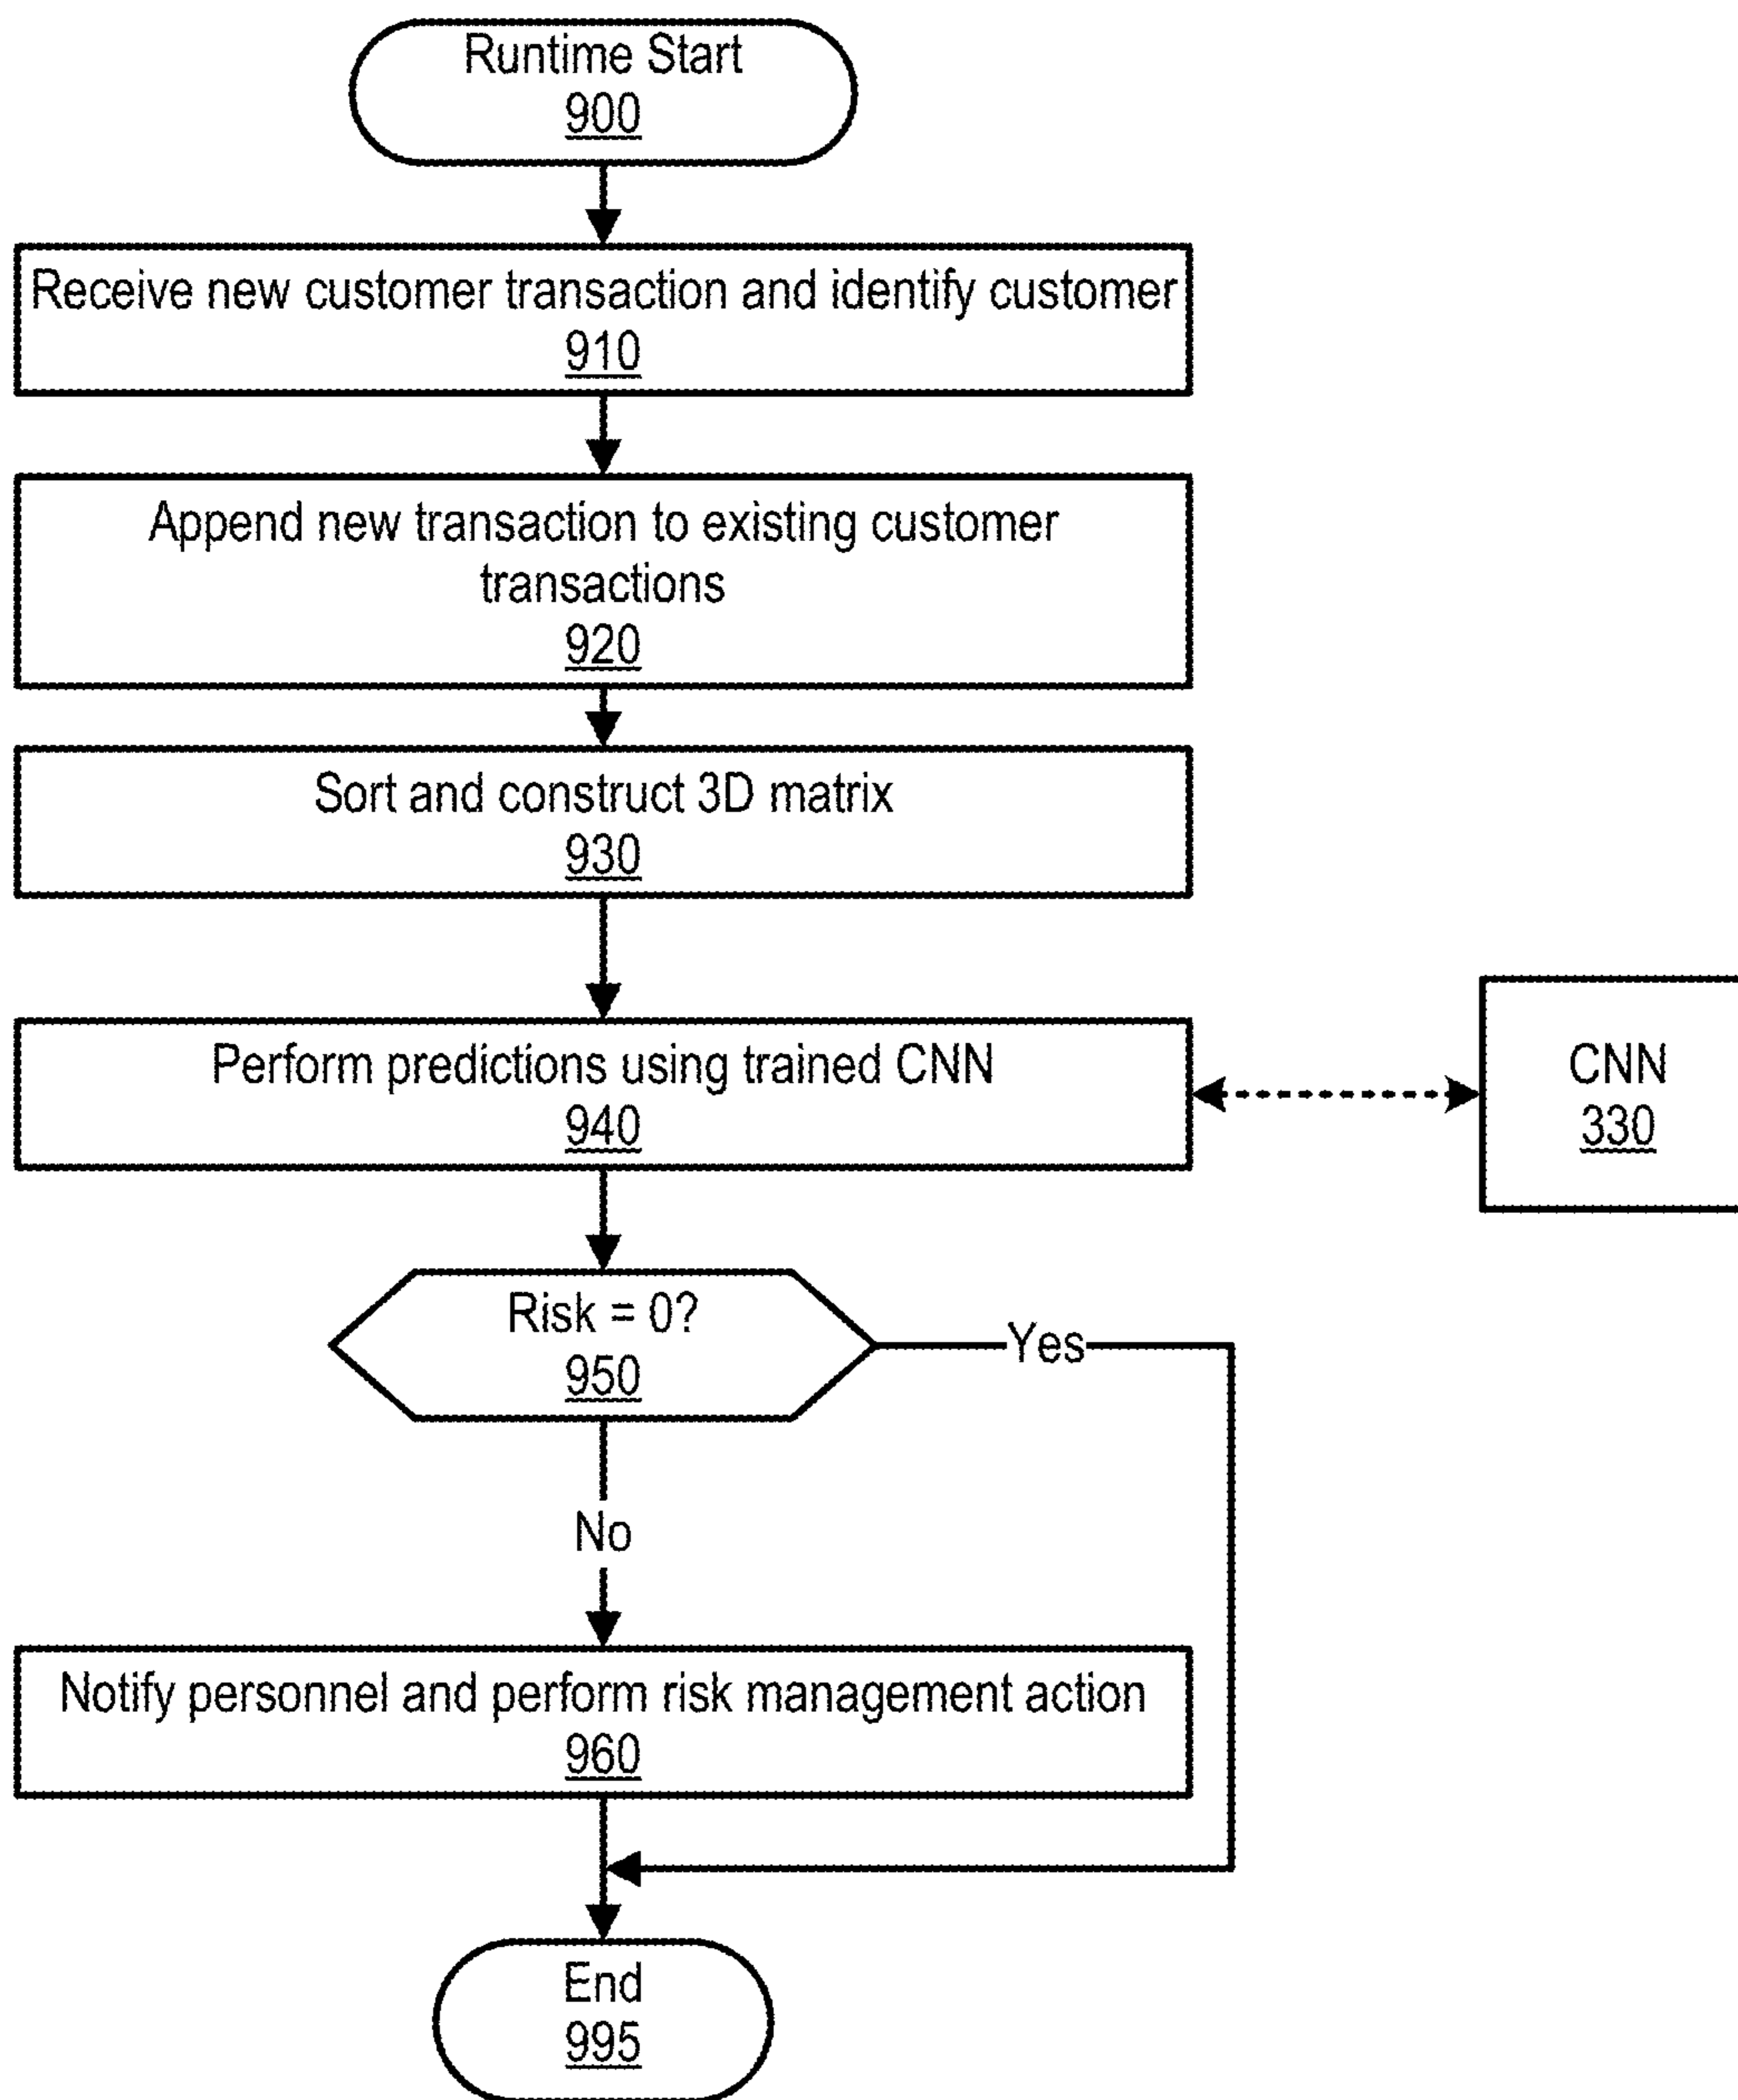 Runtime Start
900
Receive new customer transaction and identify customer
910
Append new transaction to existing customer
transactions
920
Sort and construct 3D matrix
930
Perform predictions using trained CNN
940
CNN
330
Risk = 0?
950
Yes
No
Notify personnel and perform risk management action
960
End
995